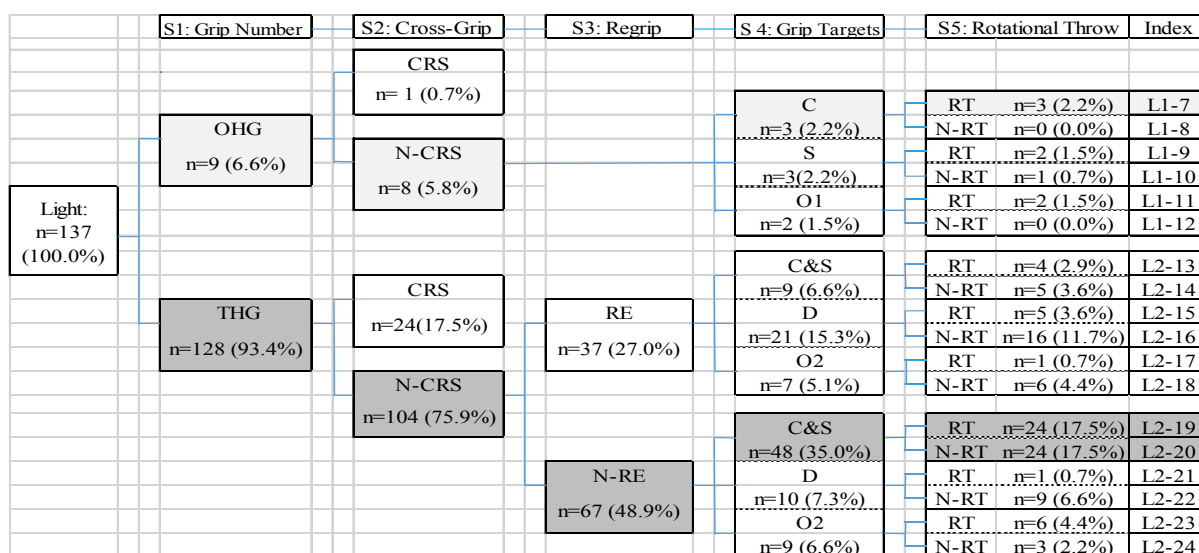 S1: Grip Number S2: Cross-Grip S3: Regrip S 4: Grip Targets S5: Rotational Throw Index
CRS
n= 1 (0.7%)
OHG
n=9 (6.6%)
N-CRS
n=8 (5.8%)
C
n=3 (2.2%)
S
n=3(2.2%)
O1
n=2 (1.5%)
RT n=3 (2.2%) L1-7
N-RT n=0 (0.0%) L1-8
RT n=2 (1.5%) L1-9
N-RT n=1 (0.7%) L1-10
RT n=2 (1.5%) L1-11
N-RT n=0 (0.0%) L1-12
Light:
n=137
(100.0%)
THG
n=128 (93.4%)
CRS
n=24(17.5%)
N-CRS
n=104 (75.9%)
RE
n=37 (27.0%)
C&S
n=9 (6.6%)
D
n=21 (15.3%)
O2
n=7 (5.1%)
RT n=4 (2.9%) L2-13
N-RT n=5 (3.6%) L2-14
RT n=5 (3.6%) L2-15
N-RT n=16 (11.7%) L2-16
RT n=1 (0.7%) L2-17
N-RT n=6 (4.4%) L2-18
N-RE
n=67 (48.9%)
C&S
n=48 (35.0%)
D
n=10 (7.3%)
O2
n=9 (6.6%)
RT n=24 (17.5%) L2-19
N-RT n=24 (17.5%) L2-20
RT n=1 (0.7%) L2-21
N-RT n=9 (6.6%) L2-22
RT n=6 (4.4%) L2-23
N-RT n=3 (2.2%) L2-24